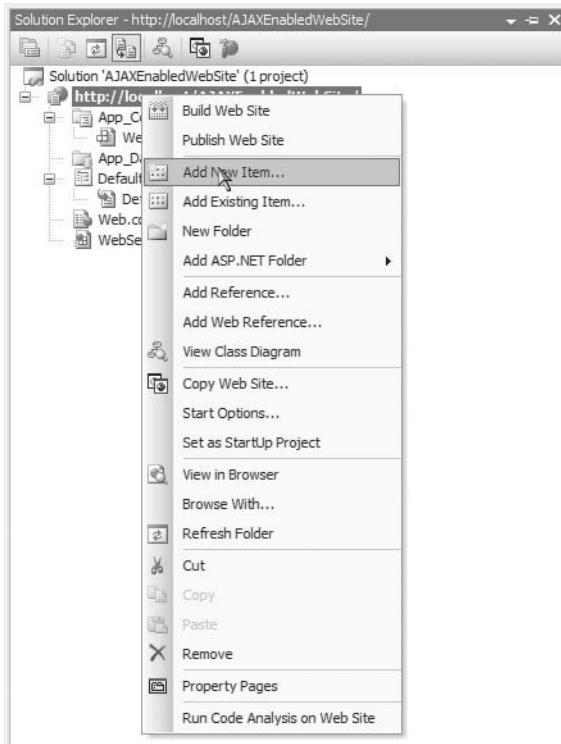 Solution Explorer - http://localhost/AJAXEnabledWebSite/
Solution 'AJAXEnabledWebSite' (1 project)
Build Web Site
Publish Web Site
Add New Item...
Add Existing Item...
New Folder
Add ASP.NET Folder
Add Reference...
Add Web Reference...
View Class Diagram
Copy Web Site...
Start Options...
Set as StartUp Project
View in Browser
Browse With...
Refresh Folder
Cut
Copy
Paste
Remove
Property Pages
Run Code Analysis on Web Site